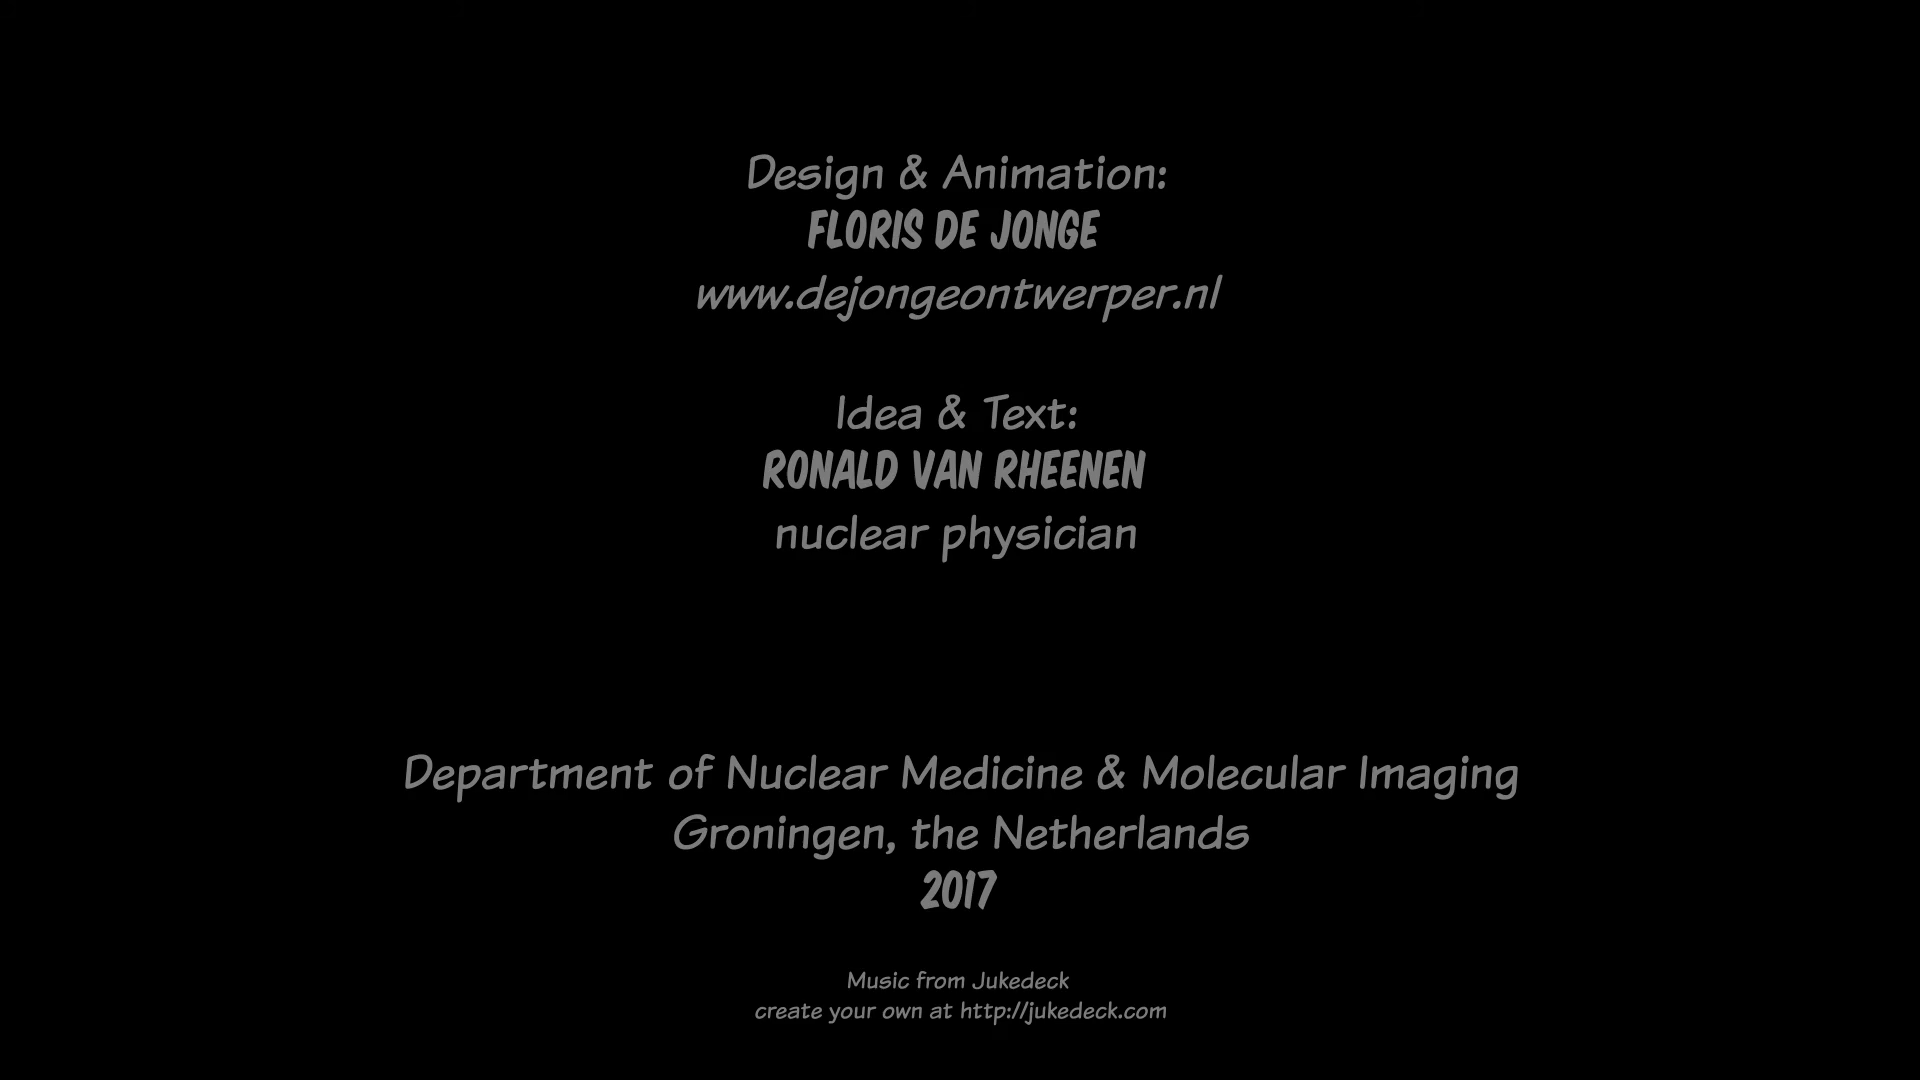 Design & Animation:
FLORIS DE JONGE
www.dejongeontwerper.nl
Idea & Text:
RONALD VAN RHEENEN
nuclear physician
Department of Nuclear Medicine & Molecular Imaging
Groningen, the Netherlands
2017
Music from Jukedeck
create your own at http://jukedeck.com